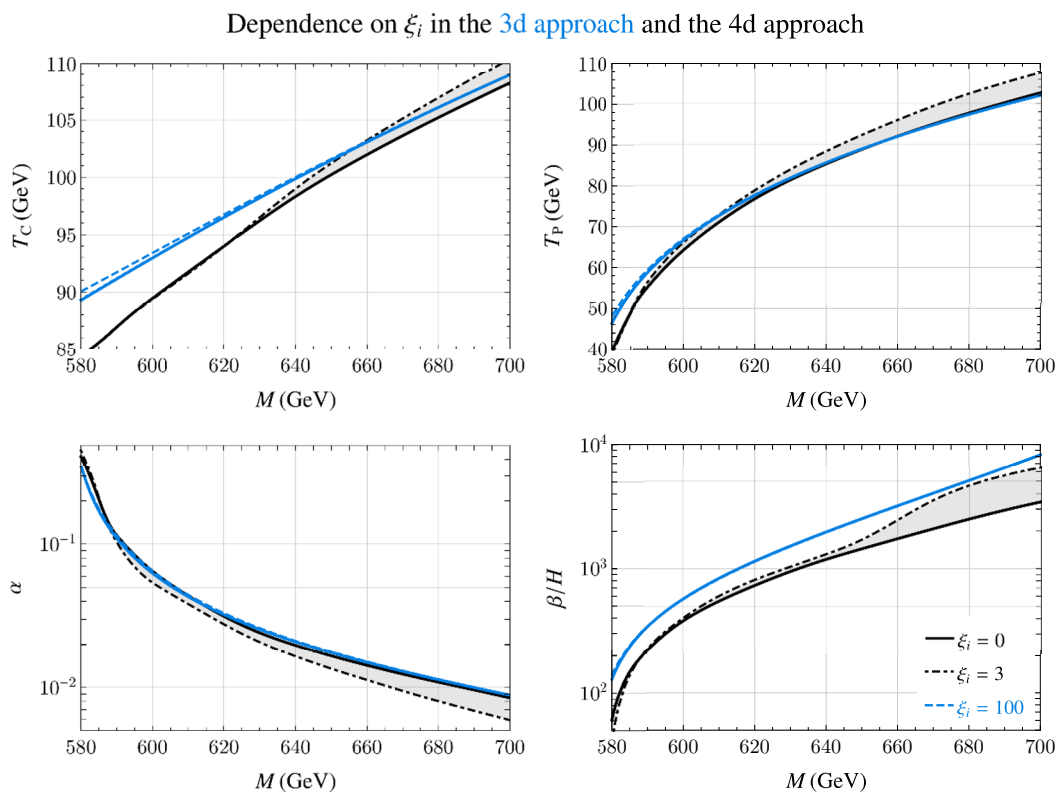 Dependence on ξᵢ in the 3d approach and the 4d approach
110
105
100
95
90
85
T_C (GeV)
580 600 620 640 660 680 700
M (GeV)
110
100
90
80
70
60
50
40
T_P (GeV)
580 600 620 640 660 680 700
M (GeV)
10⁻¹
10⁻²
α
580 600 620 640 660 680 700
M (GeV)
10⁴
10³
10²
β/H
ξᵢ = 0
ξᵢ = 3
ξᵢ = 100
580 600 620 640 660 680 700
M (GeV)